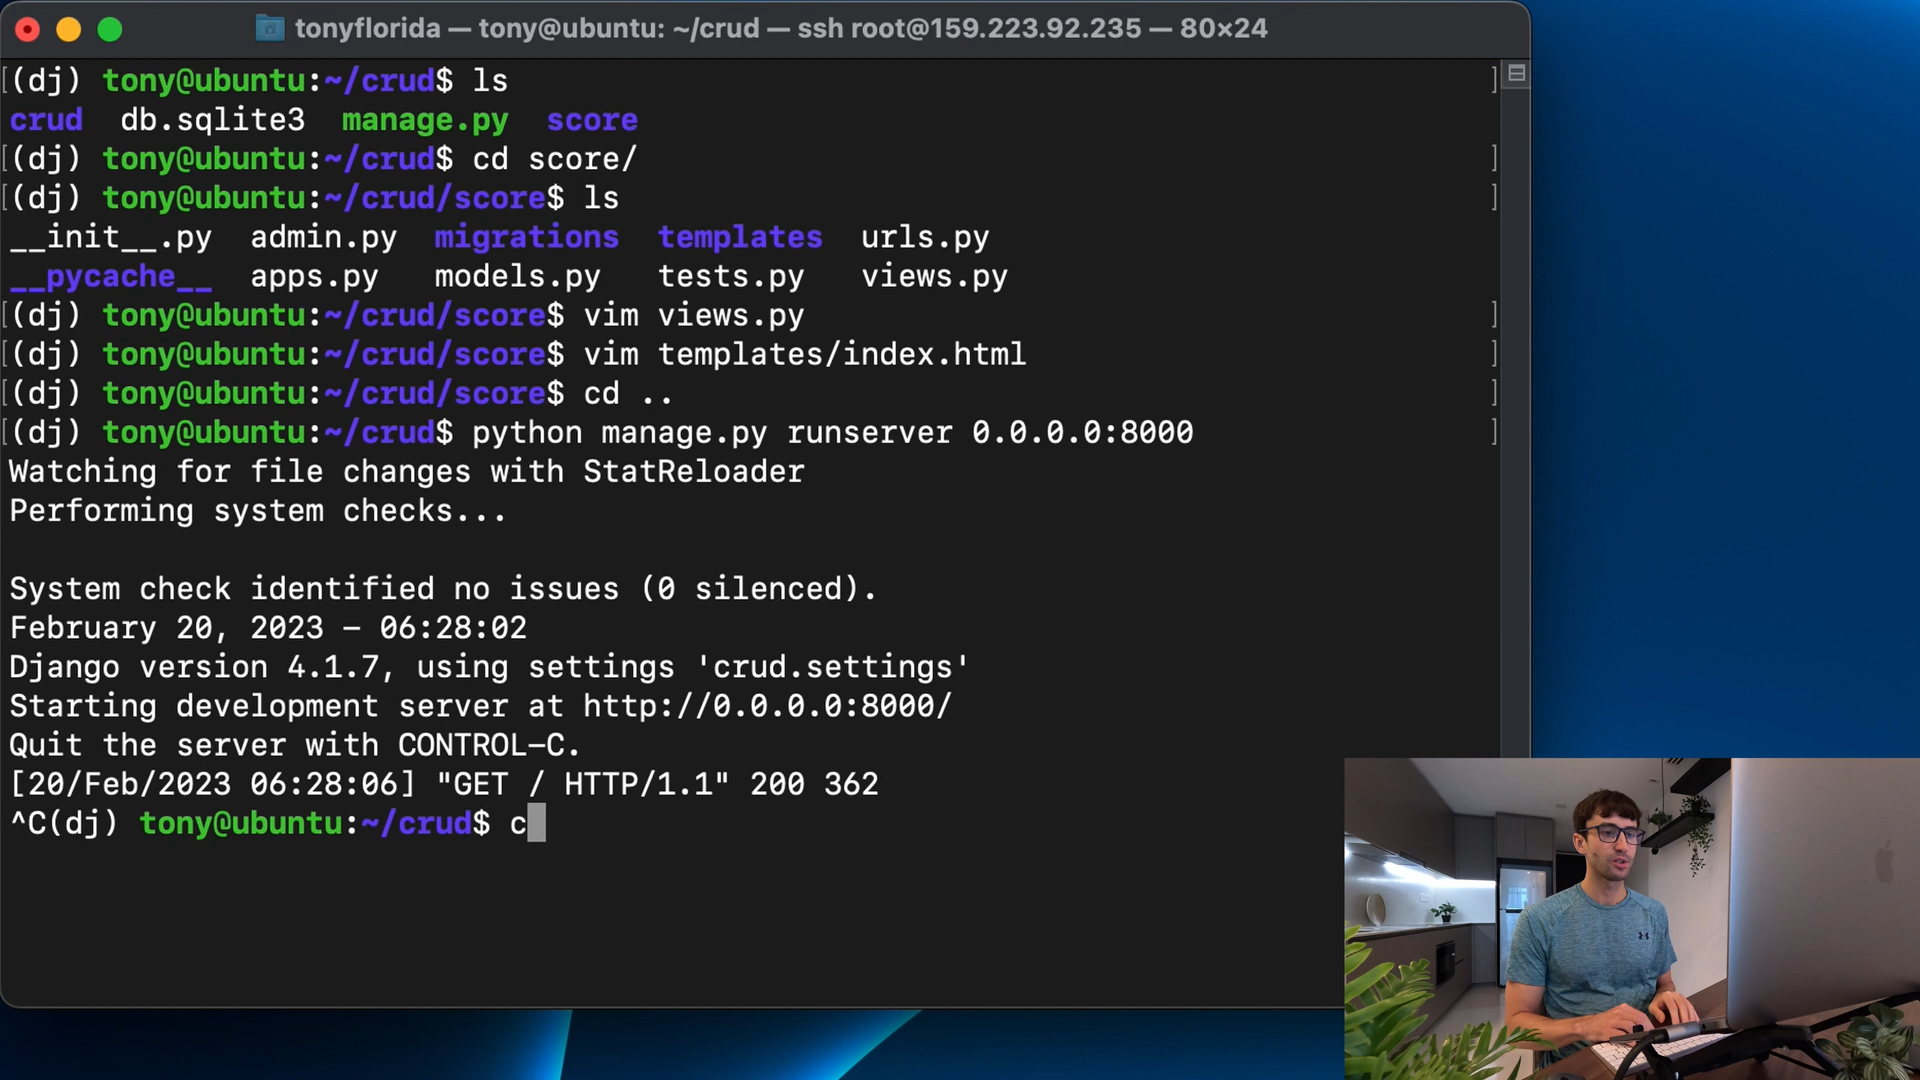 tonyflorida — tony@ubuntu: ~/crud — ssh root@159.223.92.235 — 80×24
[(dj) tony@ubuntu:~/crud$ ls ]
crud db.sqlite3 manage.py score
[(dj) tony@ubuntu:~/crud$ cd score/ ]
[(dj) tony@ubuntu:~/crud/score$ ls ]
__init__.py admin.py migrations templates urls.py
__pycache__ apps.py models.py tests.py views.py
[(dj) tony@ubuntu:~/crud/score$ vim views.py ]
[(dj) tony@ubuntu:~/crud/score$ vim templates/index.html ]
[(dj) tony@ubuntu:~/crud/score$ cd .. ]
[(dj) tony@ubuntu:~/crud$ python manage.py runserver 0.0.0.0:8000 ]
Watching for file changes with StatReloader
Performing system checks...
System check identified no issues (0 silenced).
February 20, 2023 - 06:28:02
Django version 4.1.7, using settings 'crud.settings'
Starting development server at http://0.0.0.0:8000/
Quit the server with CONTROL-C.
[20/Feb/2023 06:28:06] "GET / HTTP/1.1" 200 362
^C(dj) tony@ubuntu:~/crud$ c